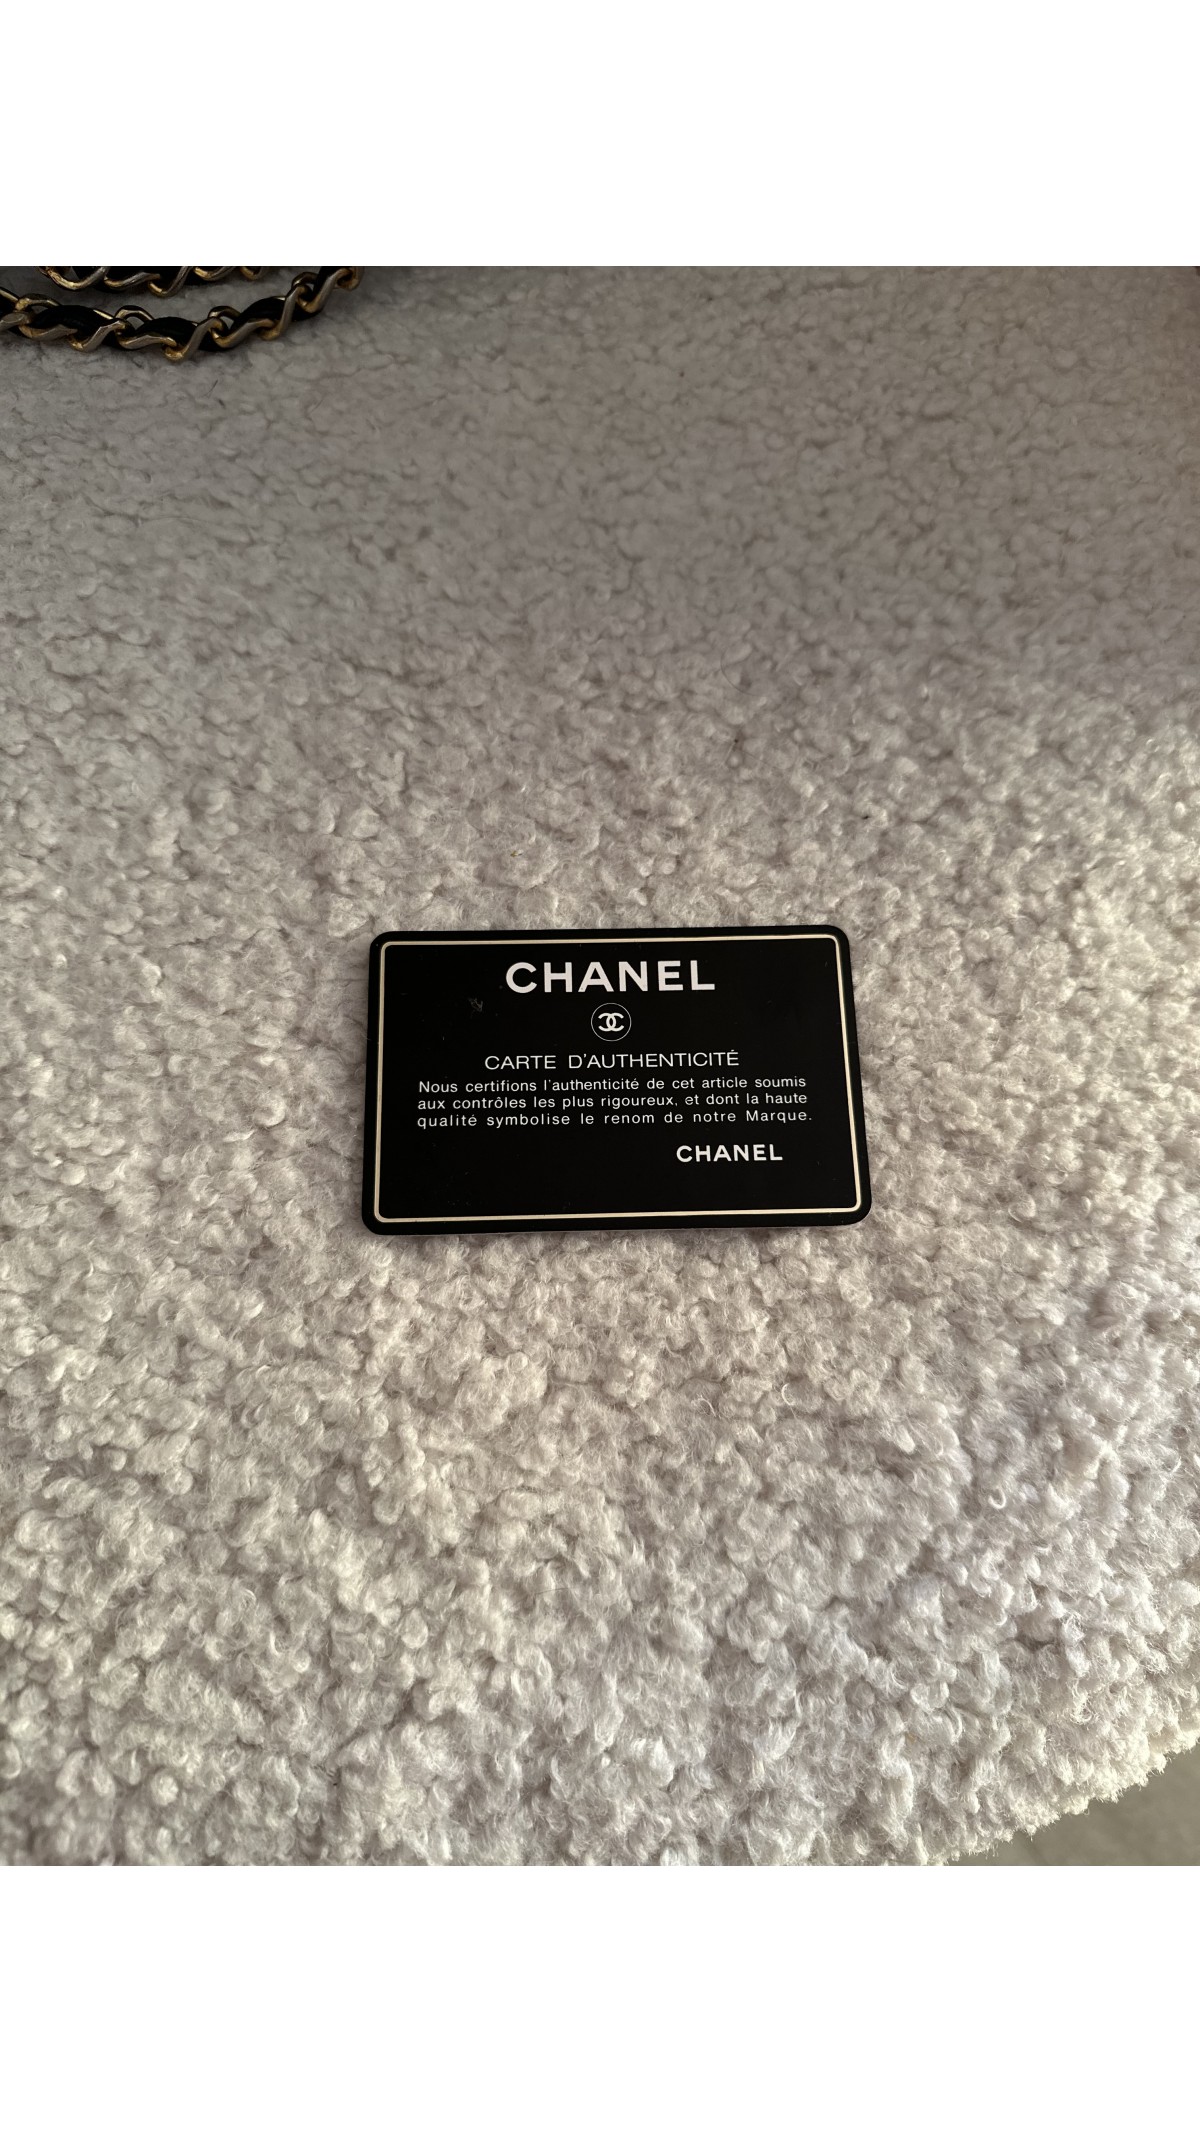 CHANEL
CARTE D'AUTHENTICITÉ
Nous certifions l'authenticité de cet article soumis
aux contrôles les plus rigoureux, et dont la haute
qualité symbolise le renom de notre Marque.
CHANEL